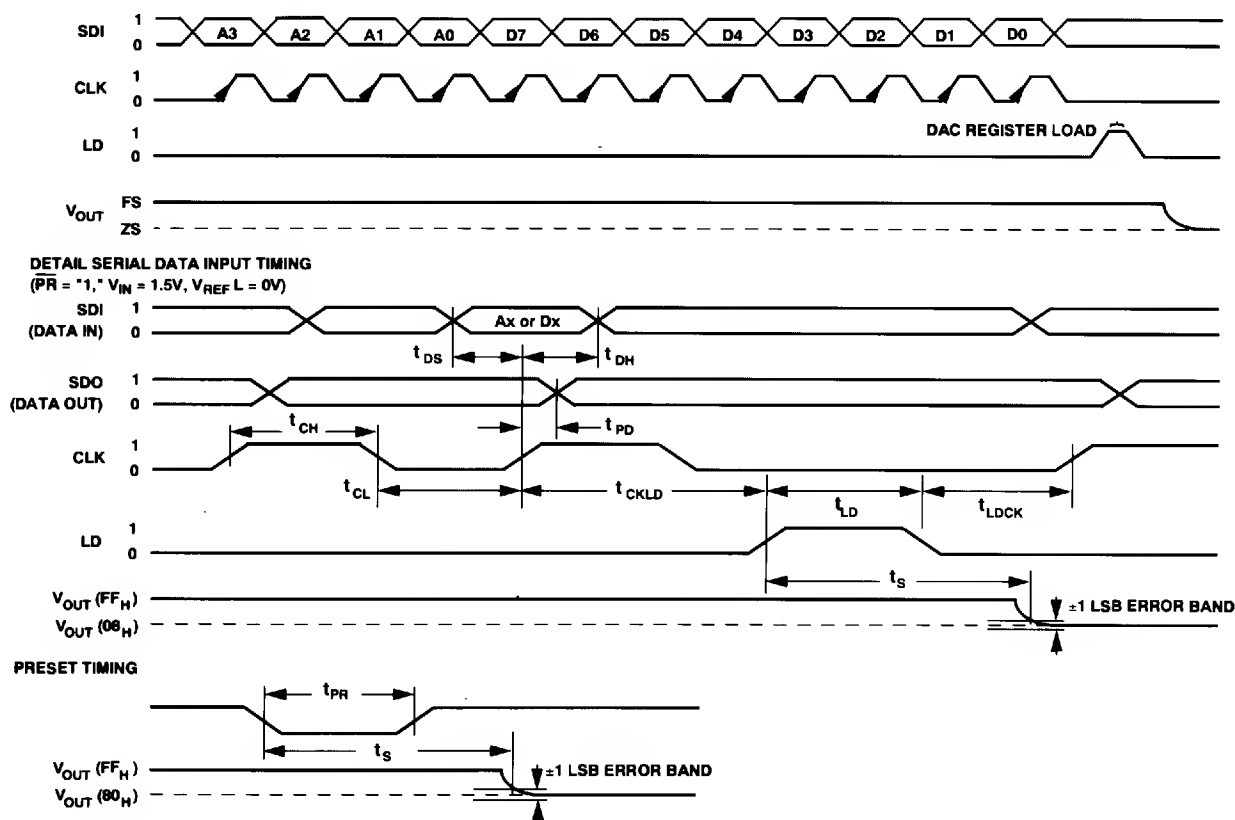 SDI 1 0 A3 A2 A1 A0 D7 D6 D5 D4 D3 D2 D1 D0
CLK 1 0
DAC REGISTER LOAD
LD 1 0
VOUT FS ZS
DETAIL SERIAL DATA INPUT TIMING
(PR = "1," VIN = 1.5V, VREF L = 0V)
SDI (DATA IN) 1 0 Ax or Dx
tDS tDH
SDO (DATA OUT) 1 0
tCH tPD
CLK 1 0
tCL tCKLD tLD tLDCK
LD 1 0
tS
VOUT (FFH)
±1 LSB ERROR BAND
VOUT (08H)
PRESET TIMING
tPR
tS
VOUT (FFH)
±1 LSB ERROR BAND
VOUT (80H)